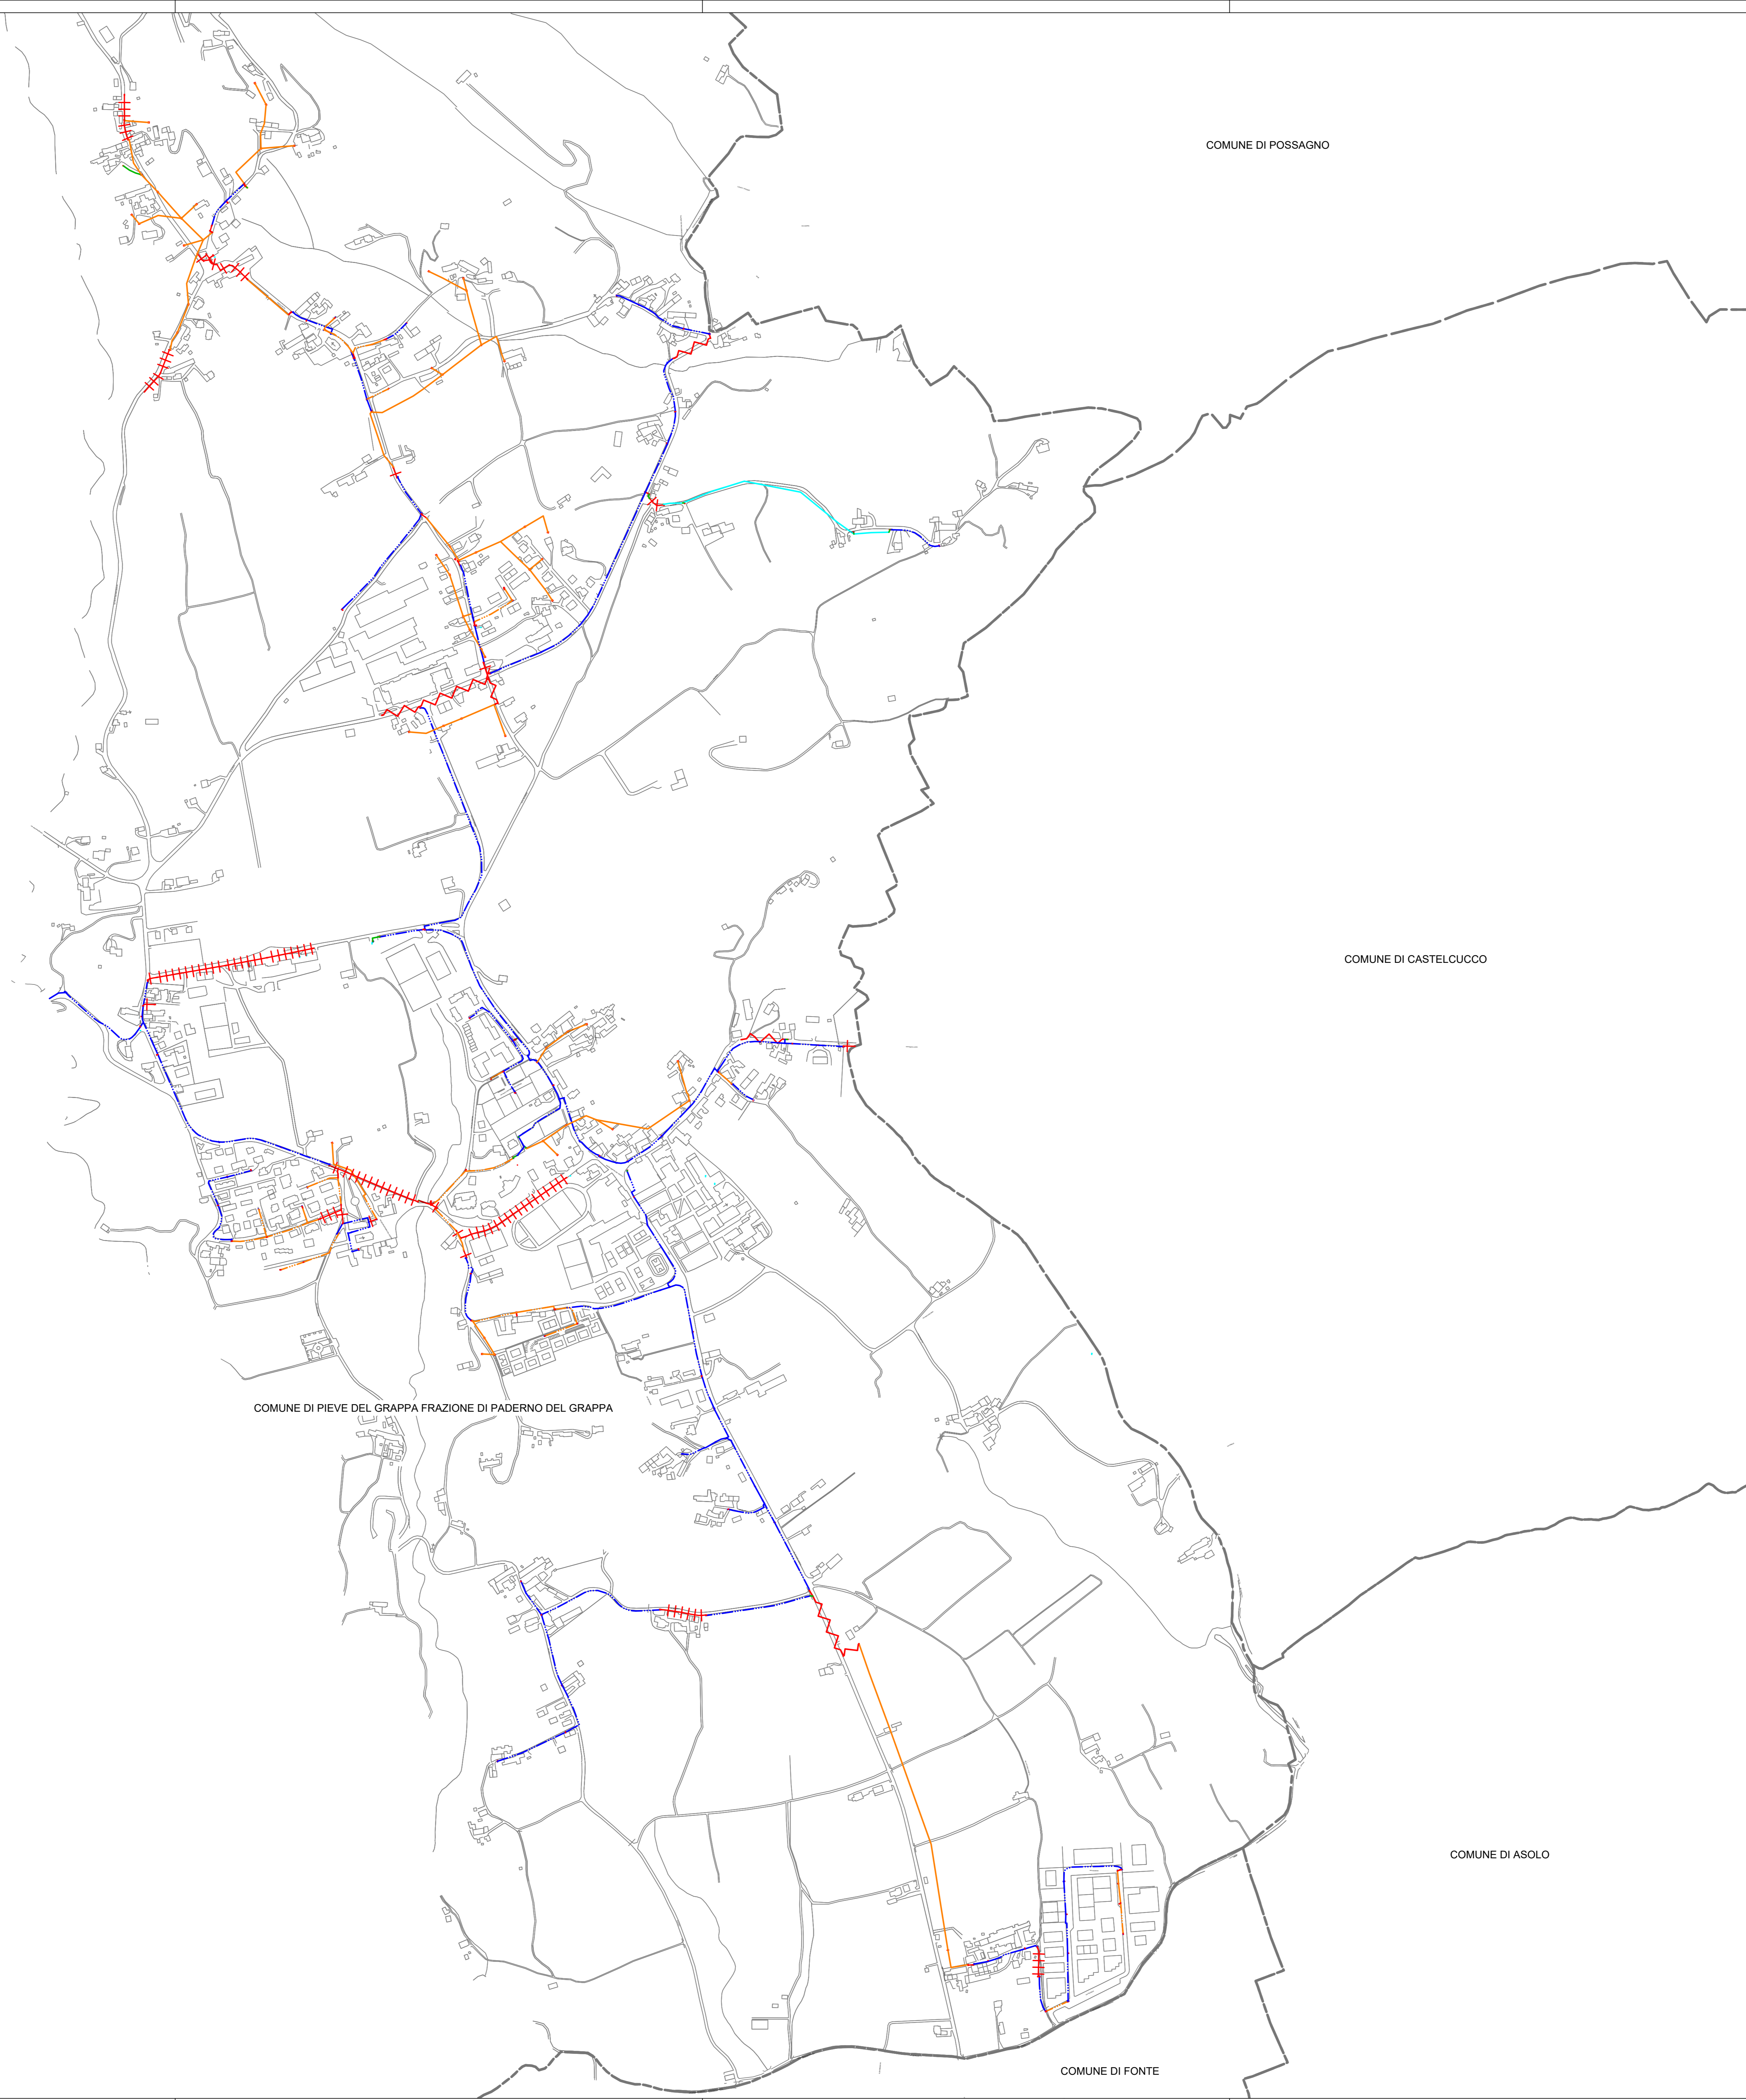 COMUNE DI POSSAGNO
COMUNE DI CASTELCUCCO
COMUNE DI PIEVE DEL GRAPPA FRAZIONE DI PADERNO DEL GRAPPA
COMUNE DI ASOLO
COMUNE DI FONTE